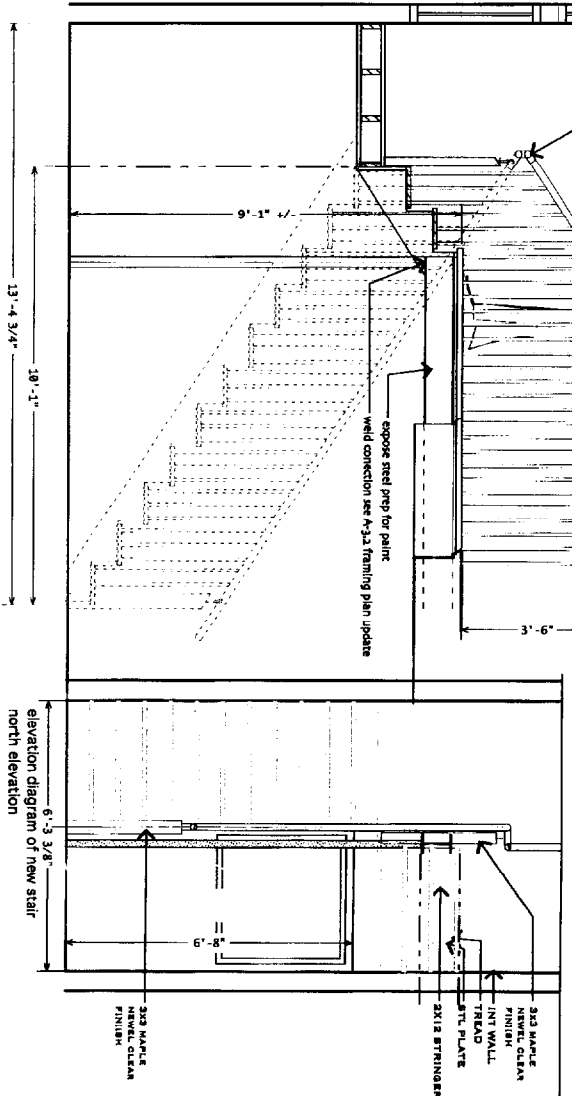 9'-1" +/-
13'-4 3/4"
10'-1"
expose steel prep for paint
weld conection see A-3.2 framing plan update
3'-6"
elevation diagram of new stair
north elevation
6'-3 3/8"
6'-8"
3X3 MAPLE
NEWEL CLEAR
FINIISH
INT WALL
TREAD
STL PLATE
2X12 STRINGER
3X3 MAPLE
NEWEL CLEAR
FINIISH